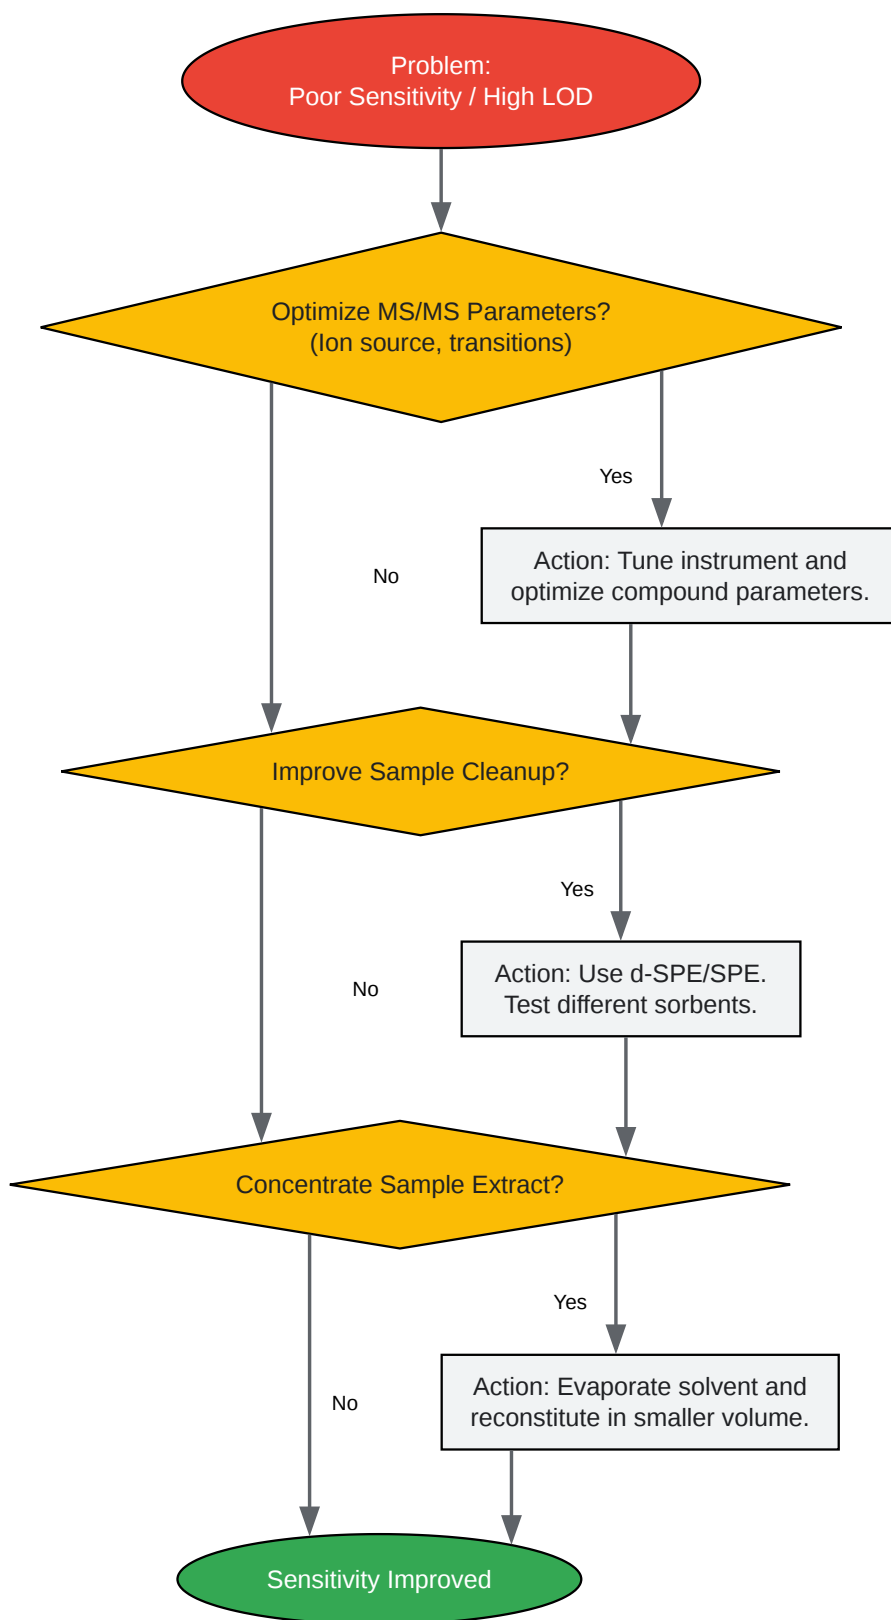 Problem:
Poor Sensitivity / High LOD
Optimize MS/MS Parameters?
(Ion source, transitions)
Yes
Action: Tune instrument and
optimize compound parameters.
No
Improve Sample Cleanup?
Yes
Action: Use d-SPE/SPE.
Test different sorbents.
No
Concentrate Sample Extract?
Yes
Action: Evaporate solvent and
reconstitute in smaller volume.
No
Sensitivity Improved